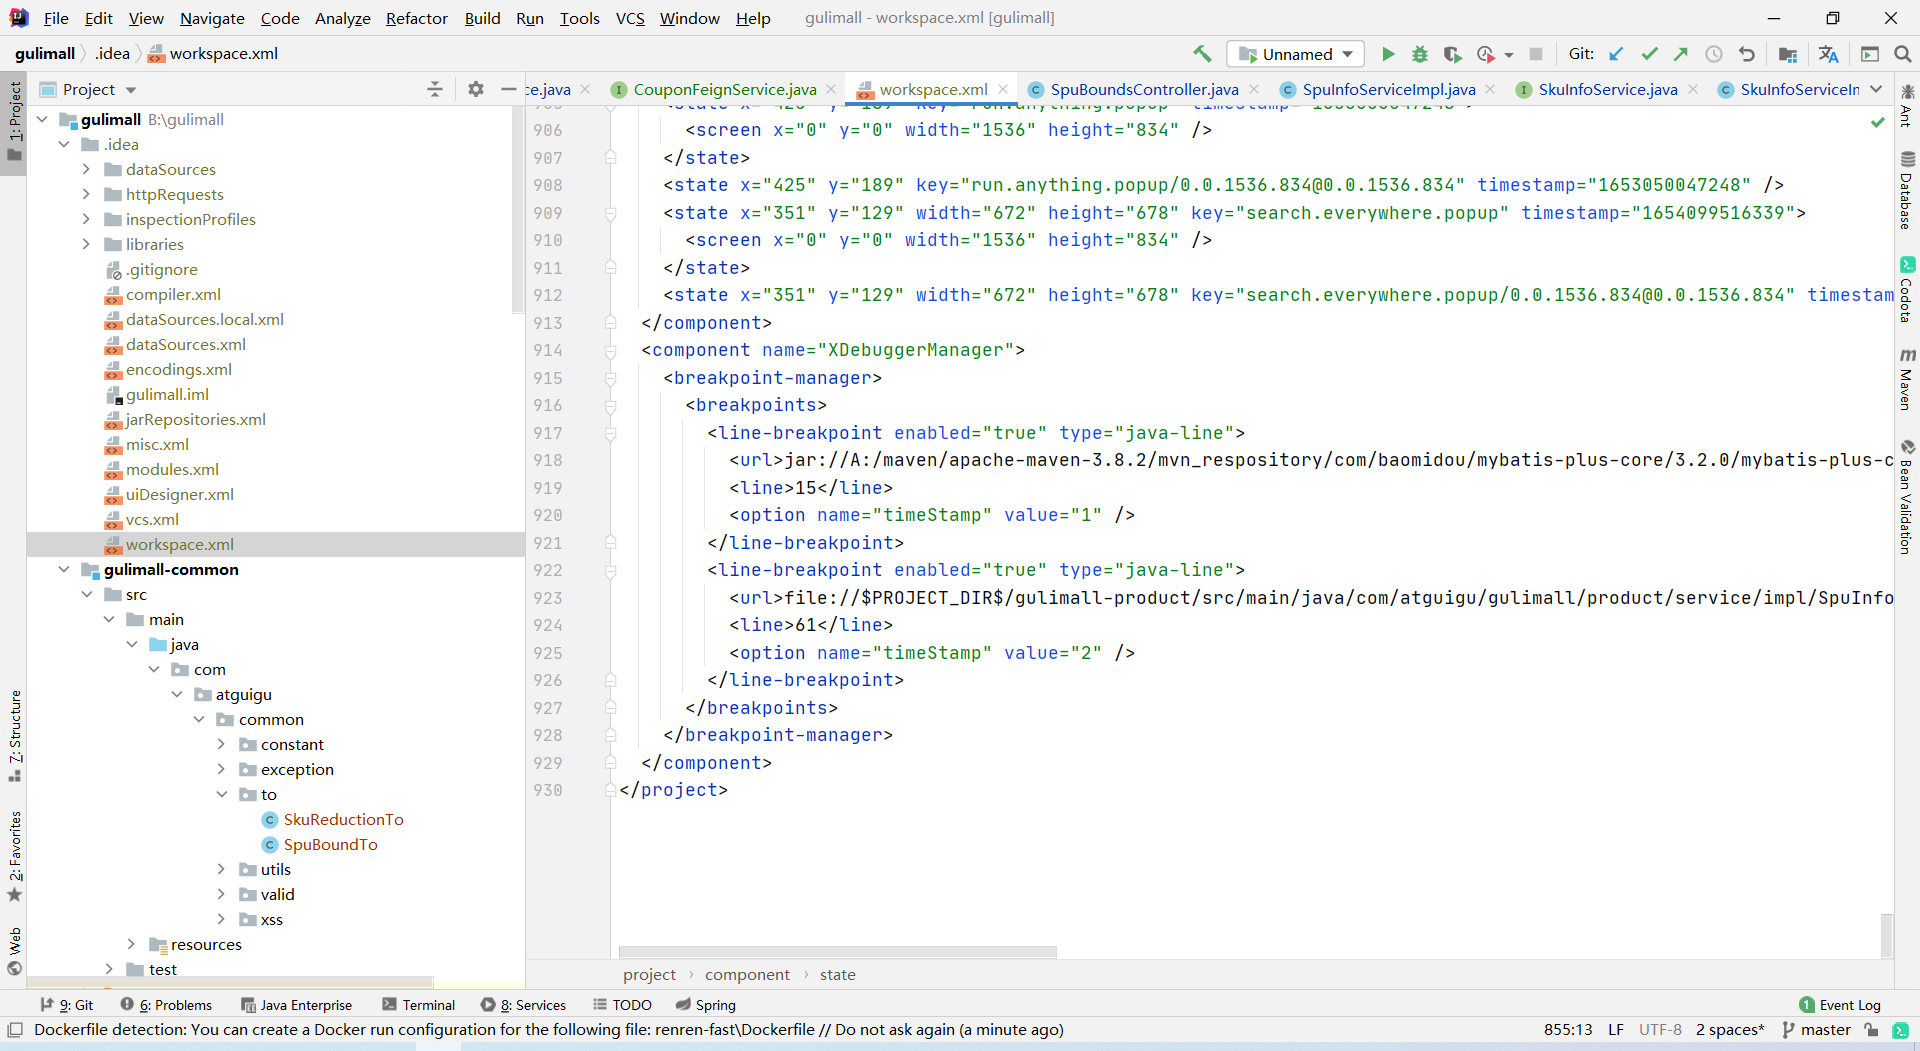 File Edit View Navigate Code Analyze Refactor Build Run Tools VCS Window Help gulimall - workspace.xml [gulimall]
gulimall .idea workspace.xml Unnamed Git:
Project ce.java CouponFeignService.java workspace.xml SpuBoundsController.java SpuInfoServiceImpl.java SkuInfoService.java SkuInfoServiceIn
1: Project
7: Structure
2: Favorites
Web
gulimall B:\gulimall
.idea
dataSources
httpRequests
inspectionProfiles
libraries
.gitignore
compiler.xml
dataSources.local.xml
dataSources.xml
encodings.xml
gulimall.iml
jarRepositories.xml
misc.xml
modules.xml
uiDesigner.xml
vcs.xml
workspace.xml
gulimall-common
src
main
java
com
atguigu
common
constant
exception
to
SkuReductionTo
SpuBoundTo
utils
valid
xss
resources
test
906 <screen x="0" y="0" width="1536" height="834" />
907 </state>
908 <state x="425" y="189" key="run.anything.popup/0.0.1536.834@0.0.1536.834" timestamp="1653050047248" />
909 <state x="351" y="129" width="672" height="678" key="search.everywhere.popup" timestamp="1654099516339">
910 <screen x="0" y="0" width="1536" height="834" />
911 </state>
912 <state x="351" y="129" width="672" height="678" key="search.everywhere.popup/0.0.1536.834@0.0.1536.834" timestam
913 </component>
914 <component name="XDebuggerManager">
915 <breakpoint-manager>
916 <breakpoints>
917 <line-breakpoint enabled="true" type="java-line">
918 <url>jar://A:/maven/apache-maven-3.8.2/mvn_respository/com/baomidou/mybatis-plus-core/3.2.0/mybatis-plus-c
919 <line>15</line>
920 <option name="timeStamp" value="1" />
921 </line-breakpoint>
922 <line-breakpoint enabled="true" type="java-line">
923 <url>file://$PROJECT_DIR$/gulimall-product/src/main/java/com/atguigu/gulimall/product/service/impl/SpuInfo
924 <line>61</line>
925 <option name="timeStamp" value="2" />
926 </line-breakpoint>
927 </breakpoints>
928 </breakpoint-manager>
929 </component>
930 </project>
project › component › state
Ant
Database
Codota
Maven
Bean Validation
9: Git 6: Problems Java Enterprise Terminal 8: Services TODO Spring 1 Event Log
Dockerfile detection: You can create a Docker run configuration for the following file: renren-fast\Dockerfile // Do not ask again (a minute ago) 855:13 LF UTF-8 2 spaces* master